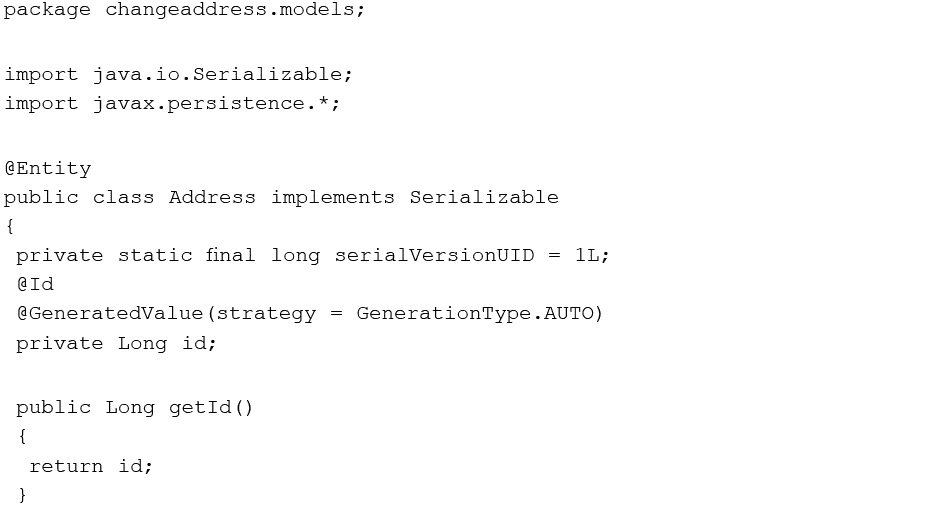 package changeaddress.models;
import java.io.Serializable;
import javax.persistence.*;
@Entity
public class Address implements Serializable
{
private static final long serialVersionUID = 1L;
@Id
@GeneratedValue(strategy = GenerationType.AUTO)
private Long id;
public Long getId()
{
return id;
}